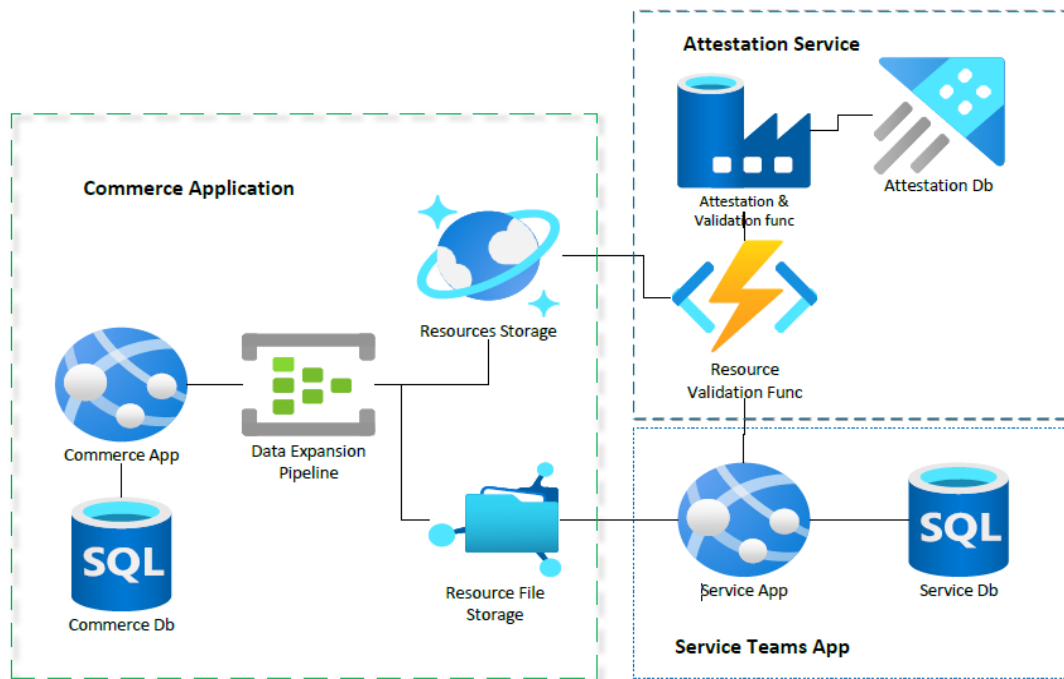 Attestation Service
Attestation &
Validation func
Attestation Db
Commerce Application
Resources Storage
Resource
Validation Func
Commerce App
Data Expansion
Pipeline
SQL
Commerce Db
Resource File
Storage
Service App
SQL
Service Db
Service Teams App